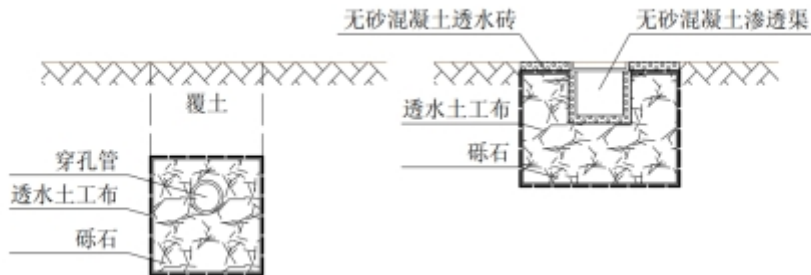 覆土
穿孔管
透水土工布
砾石
无砂混凝土透水砖
无砂混凝土渗透渠
透水土工布
砾石